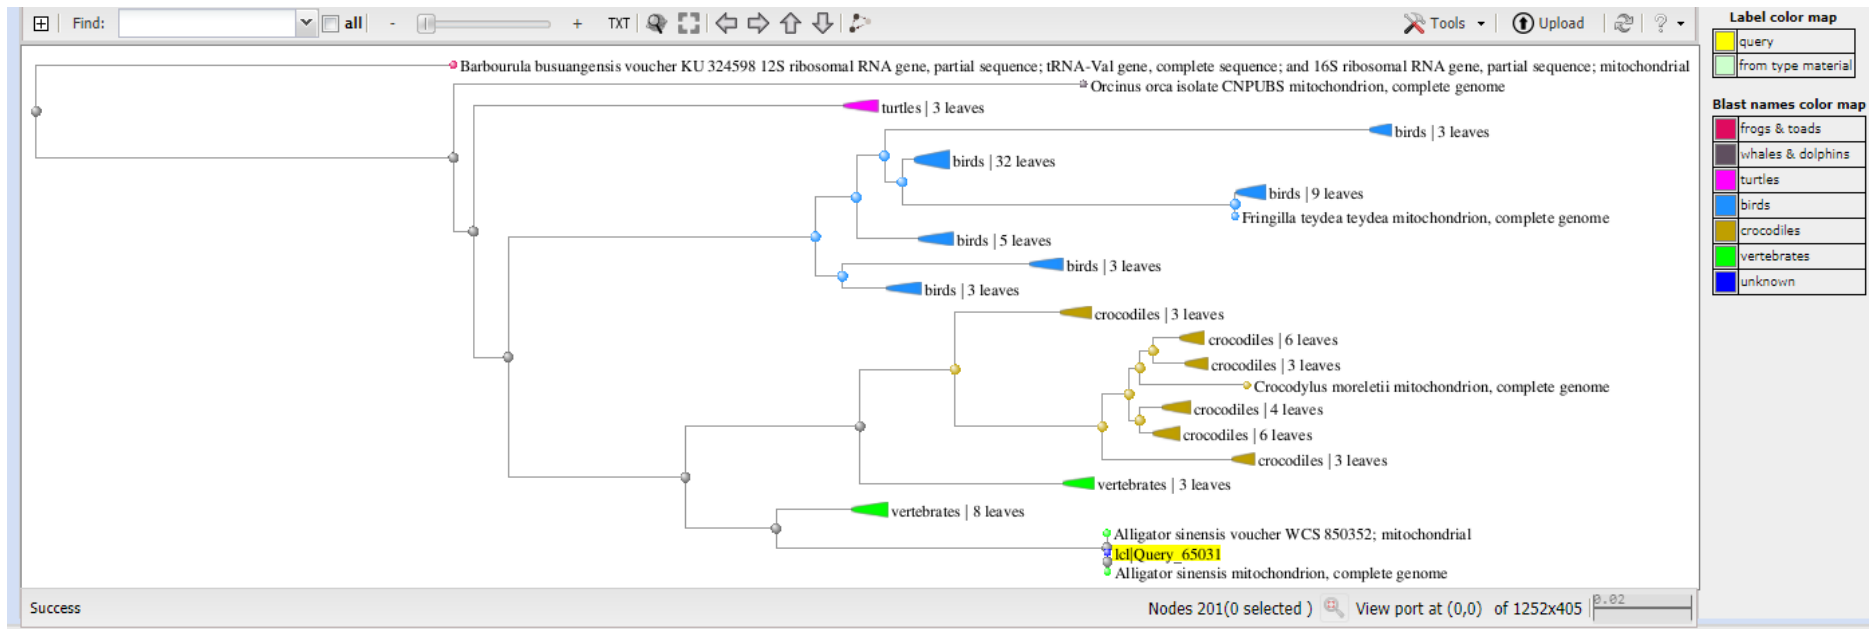 Find: all - + TXT Tools Upload ?
Label color map
query
from type material
Blast names color map
frogs & toads
whales & dolphins
turtles
birds
crocodiles
vertebrates
unknown
Barbourula busuangensis voucher KU 324598 12S ribosomal RNA gene, partial sequence; tRNA-Val gene, complete sequence; and 16S ribosomal RNA gene, partial sequence; mitochondrial
Orcinus orca isolate CNPUBS mitochondrion, complete genome
turtles | 3 leaves
birds | 3 leaves
birds | 32 leaves
birds | 9 leaves
Fringilla teydea teydea mitochondrion, complete genome
birds | 5 leaves
birds | 3 leaves
birds | 3 leaves
crocodiles | 3 leaves
crocodiles | 6 leaves
crocodiles | 3 leaves
Crocodylus moreletii mitochondrion, complete genome
crocodiles | 4 leaves
crocodiles | 6 leaves
crocodiles | 3 leaves
vertebrates | 3 leaves
vertebrates | 8 leaves
Alligator sinensis voucher WCS 850352; mitochondrial
lcl|Query_65031
Alligator sinensis mitochondrion, complete genome
Success Nodes 201(0 selected ) View port at (0,0) of 1252x405 0.02